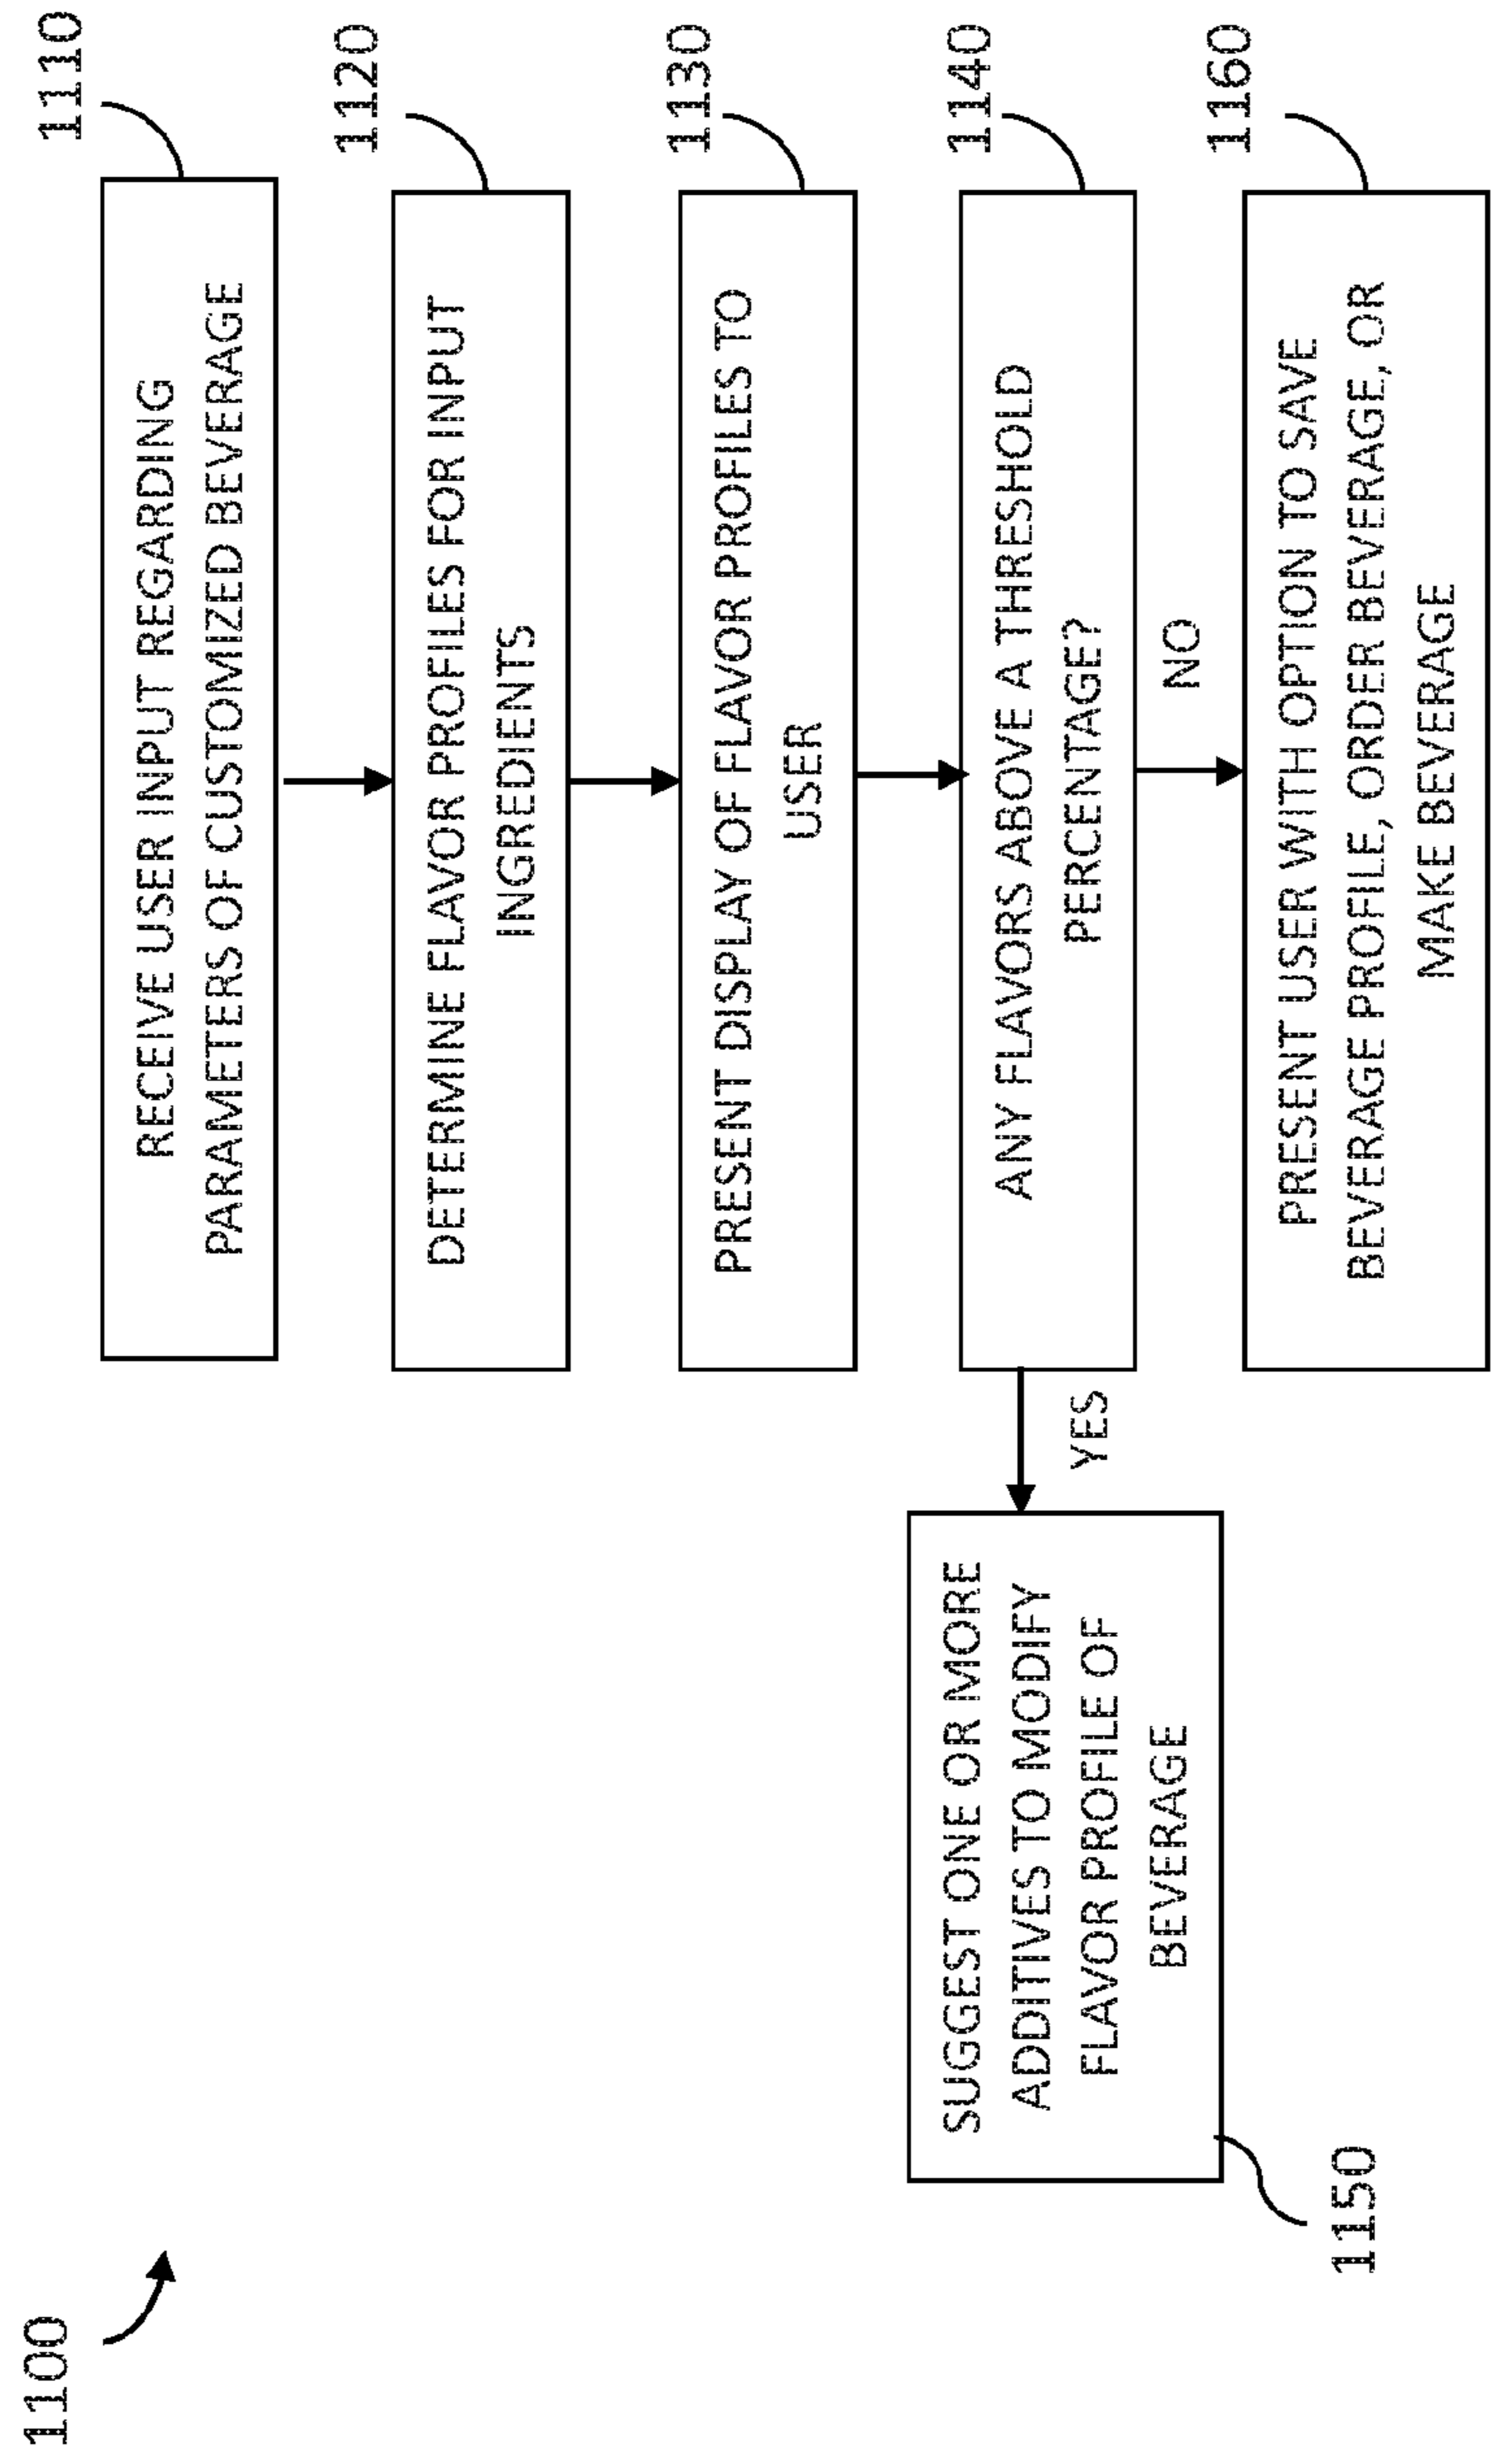 1100
1110
RECEIVE USER INPUT REGARDING
PARAMETERS OF CUSTOMIZED BEVERAGE
1120
DETERMINE FLAVOR PROFILES FOR INPUT
INGREDIENTS
1130
PRESENT DISPLAY OF FLAVOR PROFILES TO
USER
1140
ANY FLAVORS ABOVE A THRESHOLD
PERCENTAGE?
YES
NO
SUGGEST ONE OR MORE
ADDITIVES TO MODIFY
FLAVOR PROFILE OF
BEVERAGE
1150
1160
PRESENT USER WITH OPTION TO SAVE
BEVERAGE PROFILE, ORDER BEVERAGE, OR
MAKE BEVERAGE